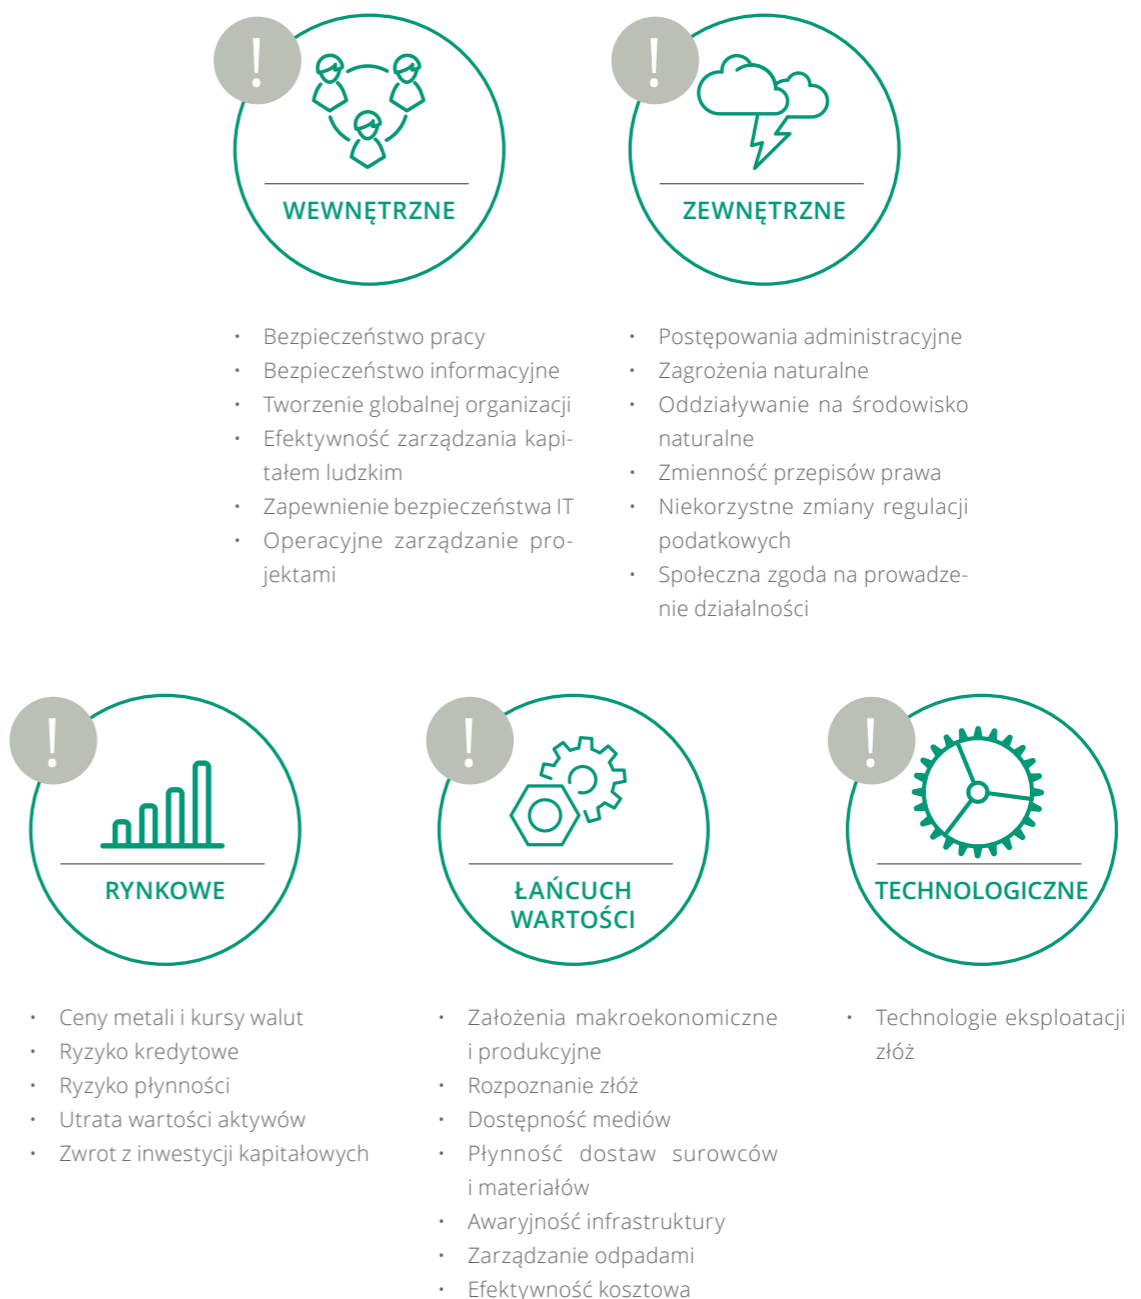 !
WEWNĘTRZNE
• Bezpieczeństwo pracy
• Bezpieczeństwo informacyjne
• Tworzenie globalnej organizacji
• Efektywność zarządzania kapi-
tałem ludzkim
• Zapewnienie bezpieczeństwa IT
• Operacyjne zarządzanie pro-
jektami
!
ZEWNĘTRZNE
• Postępowania administracyjne
• Zagrożenia naturalne
• Oddziaływanie na środowisko
naturalne
• Zmienność przepisów prawa
• Niekorzystne zmiany regulacji
podatkowych
• Społeczna zgoda na prowadze-
nie działalności
!
RYNKOWE
• Ceny metali i kursy walut
• Ryzyko kredytowe
• Ryzyko płynności
• Utrata wartości aktywów
• Zwrot z inwestycji kapitałowych
!
ŁAŃCUCH
WARTOŚCI
• Założenia makroekonomiczne
i produkcyjne
• Rozpoznanie złóż
• Dostępność mediów
• Płynność dostaw surowców
i materiałów
• Awaryjność infrastruktury
• Zarządzanie odpadami
• Efektywność kosztowa
!
TECHNOLOGICZNE
• Technologie eksploatacji
złóż